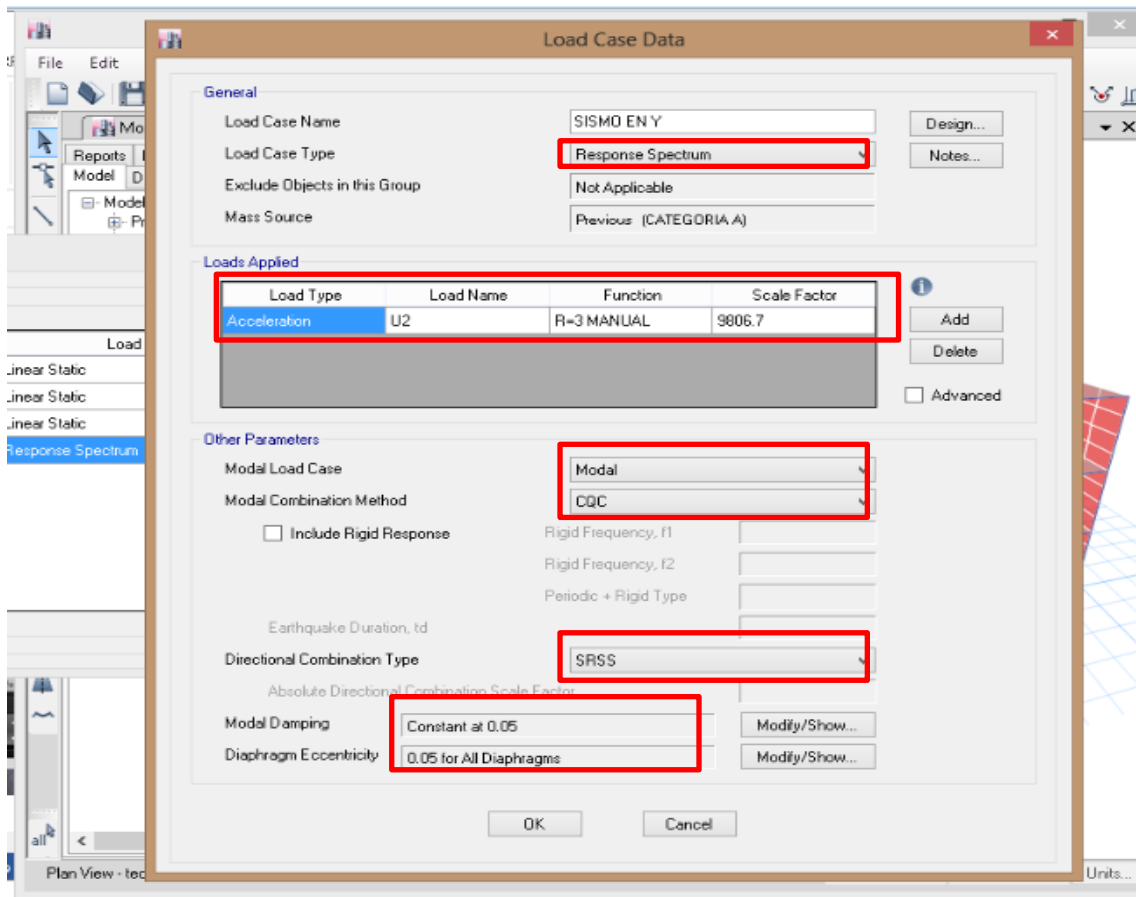 Load Case Data
File Edit
Mo
Reports
Model D
Model
Pr
General
Load Case Name SISMO EN Y Design...
Load Case Type Response Spectrum Notes...
Exclude Objects in this Group Not Applicable
Mass Source Previous (CATEGORIA A)
Loads Applied
Load Type Load Name Function Scale Factor
Acceleration U2 R=3 MANUAL 9806.7 Add
Delete
Advanced
Load
Linear Static
Linear Static
Linear Static
Response Spectrum
Other Parameters
Modal Load Case Modal
Modal Combination Method CQC
Include Rigid Response Rigid Frequency, f1
Rigid Frequency, f2
Periodic + Rigid Type
Earthquake Duration, td
Directional Combination Type SRSS
Absolute Directional Combination Scale Factor
Modal Damping Constant at 0.05 Modify/Show...
Diaphragm Eccentricity 0.05 for All Diaphragms Modify/Show...
OK Cancel
all
Plan View - tec
Units...